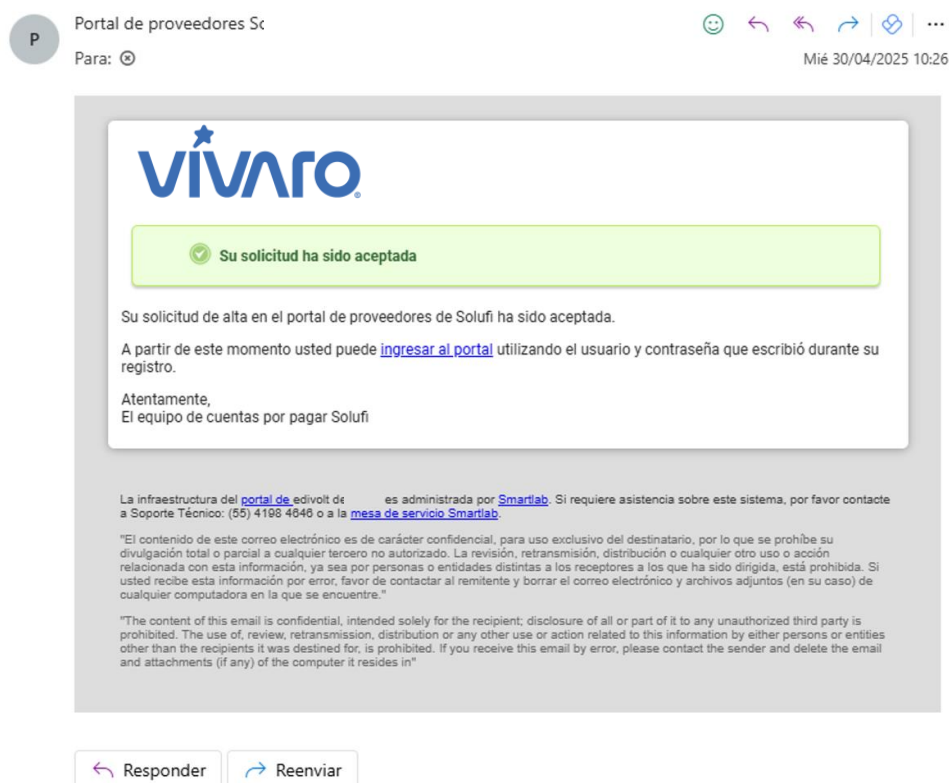 P
Portal de proveedores Sc
Para:
Mié 30/04/2025 10:26
vívaro
Su solicitud ha sido aceptada
Su solicitud de alta en el portal de proveedores de Solufi ha sido aceptada.
A partir de este momento usted puede ingresar al portal utilizando el usuario y contraseña que escribió durante su
registro.
Atentamente,
El equipo de cuentas por pagar Solufi
La infraestructura del portal de edivolt de es administrada por Smartlab. Si requiere asistencia sobre este sistema, por favor contacte
a Soporte Técnico: (55) 4198 4646 o a la mesa de servicio Smartlab.
"El contenido de este correo electrónico es de carácter confidencial, para uso exclusivo del destinatario, por lo que se prohíbe su
divulgación total o parcial a cualquier tercero no autorizado. La revisión, retransmisión, distribución o cualquier otro uso o acción
relacionada con esta información, ya sea por personas o entidades distintas a los receptores a los que ha sido dirigida, está prohibida. Si
usted recibe esta información por error, favor de contactar al remitente y borrar el correo electrónico y archivos adjuntos (en su caso) de
cualquier computadora en la que se encuentre."
"The content of this email is confidential, intended solely for the recipient; disclosure of all or part of it to any unauthorized third party is
prohibited. The use of, review, retransmission, distribution or any other use or action related to this information by either persons or entities
other than the recipients it was destined for, is prohibited. If you receive this email by error, please contact the sender and delete the email
and attachments (if any) of the computer it resides in"
Responder
Reenviar